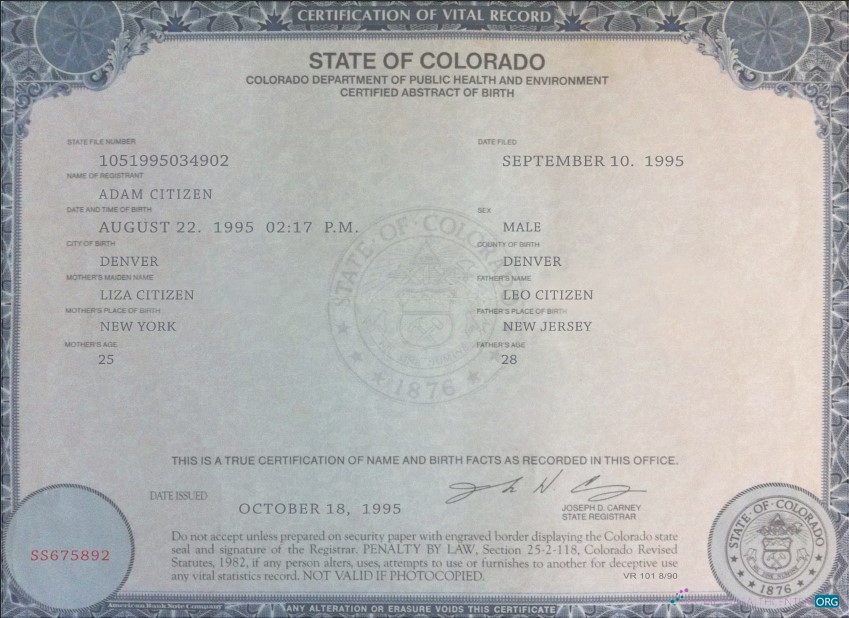 CERTIFICATION OF VITAL RECORD
STATE OF COLORADO
COLORADO DEPARTMENT OF PUBLIC HEALTH AND ENVIRONMENT
CERTIFIED ABSTRACT OF BIRTH
STATE FILE NUMBER DATE FILED
1051995034902 SEPTEMBER 10. 1995
NAME OF REGISTRANT
ADAM CITIZEN
DATE AND TIME OF BIRTH SEX
AUGUST 22. 1995 02:17 P.M. MALE
CITY OF BIRTH COUNTY OF BIRTH
DENVER DENVER
MOTHER'S MAIDEN NAME FATHER'S NAME
LIZA CITIZEN LEO CITIZEN
MOTHER'S PLACE OF BIRTH FATHER'S PLACE OF BIRTH
NEW YORK NEW JERSEY
MOTHER'S AGE FATHER'S AGE
25 28
STATE OF COLORADO
1876
THIS IS A TRUE CERTIFICATION OF NAME AND BIRTH FACTS AS RECORDED IN THIS OFFICE.
DATE ISSUED
OCTOBER 18, 1995
JOSEPH D. CARNEY
STATE REGISTRAR
SS675892
Do not accept unless prepared on security paper with engraved border displaying the Colorado state
seal and signature of the Registrar. PENALTY BY LAW, Section 25-2-118, Colorado Revised
Statutes, 1982, if any person alters, uses, attempts to use or furnishes to another for deceptive use
any vital statistics record. NOT VALID IF PHOTOCOPIED.
VR 101 8/90
STATE OF COLORADO
1876
American Bank Note Company
ANY ALTERATION OR ERASURE VOIDS THIS CERTIFICATE
ORG